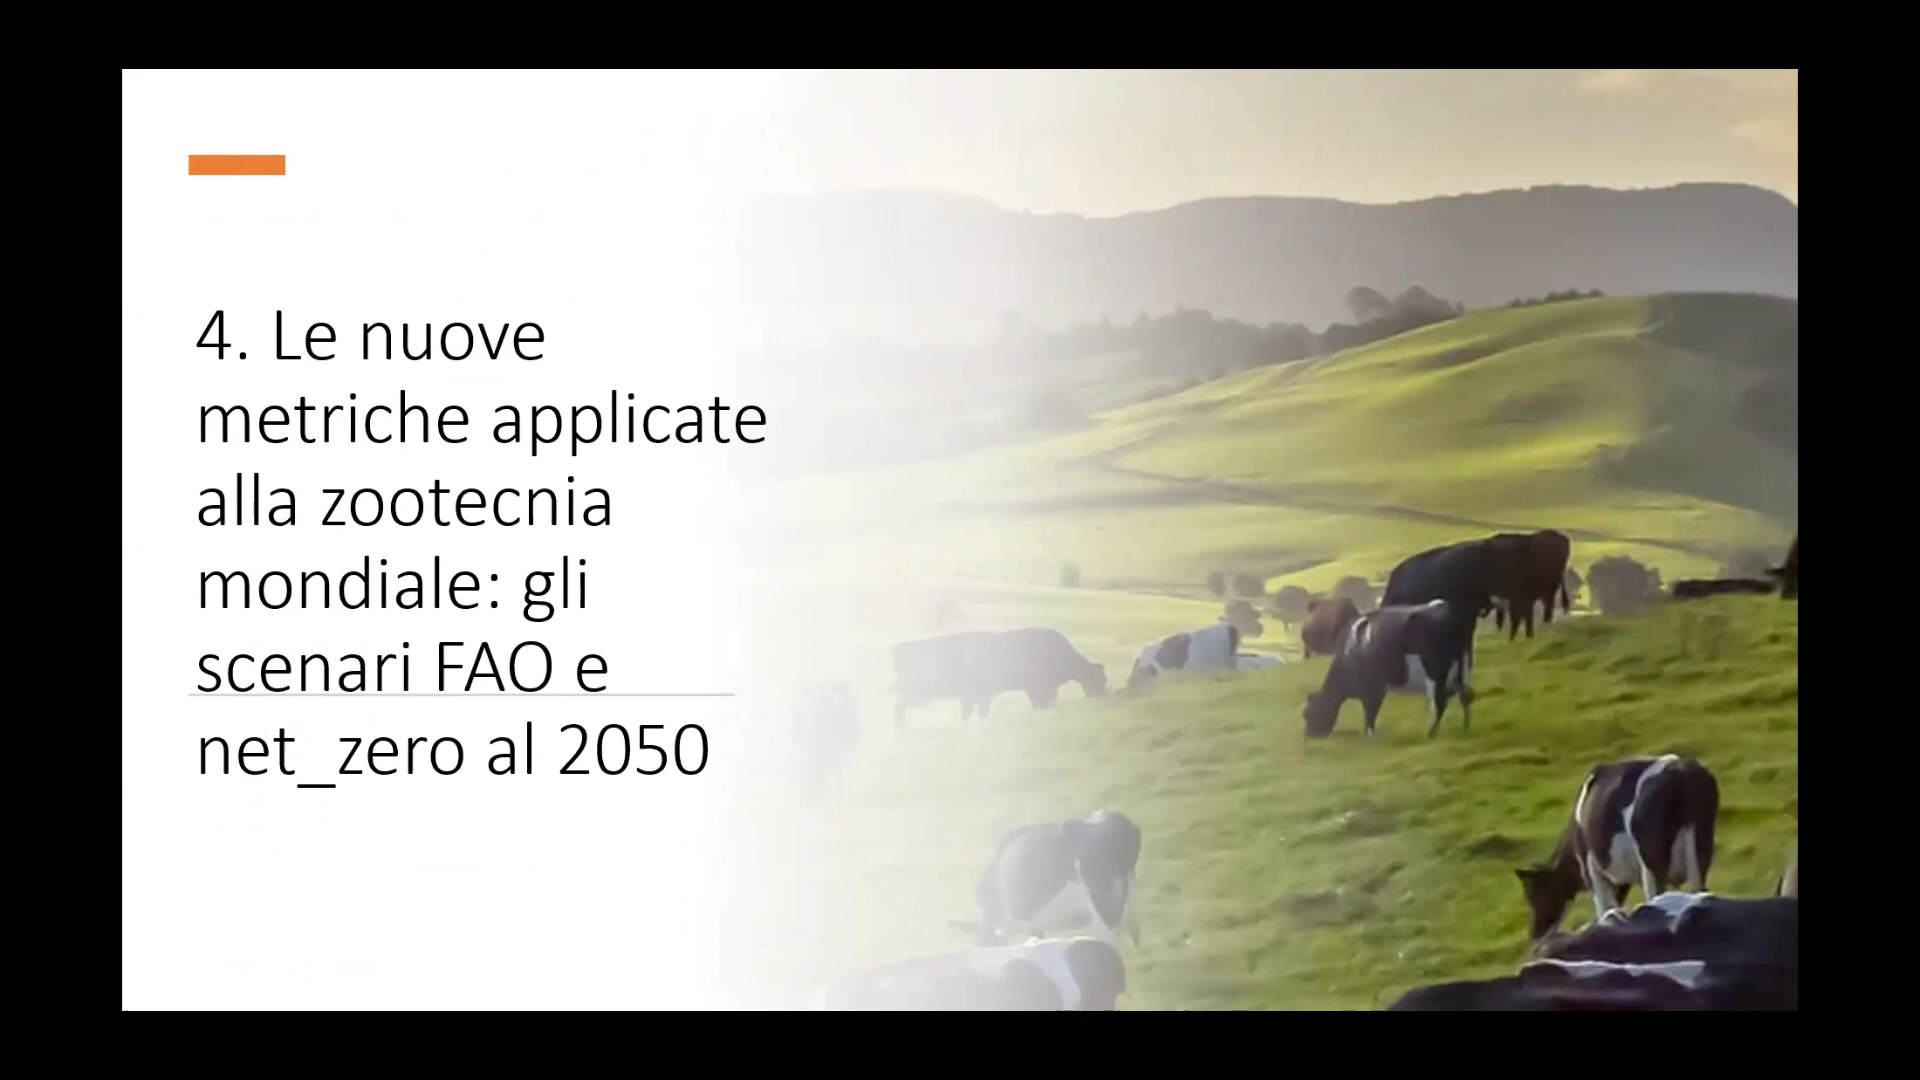 4. Le nuove
metriche applicate
alla zootecnia
mondiale: gli
scenari FAO e
net_zero al 2050